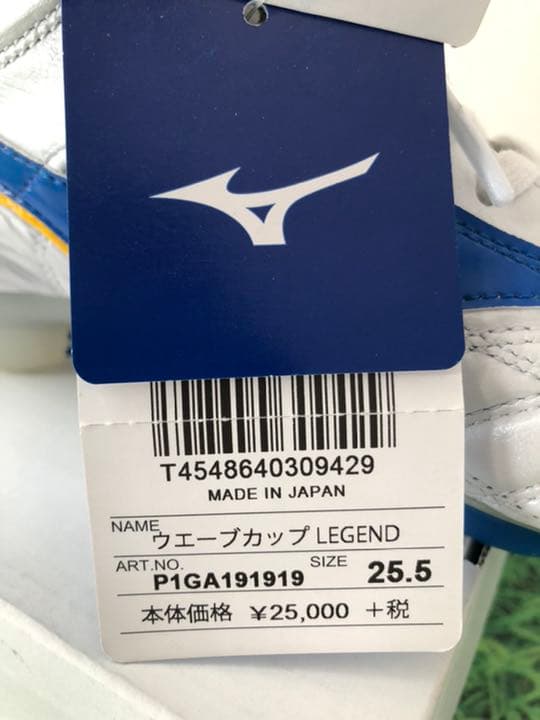 T4548640309429
MADE IN JAPAN
NAME ウエーブカップ LEGEND
ART.NO. P1GA191919 SIZE 25.5
本体価格 ¥25,000 +税